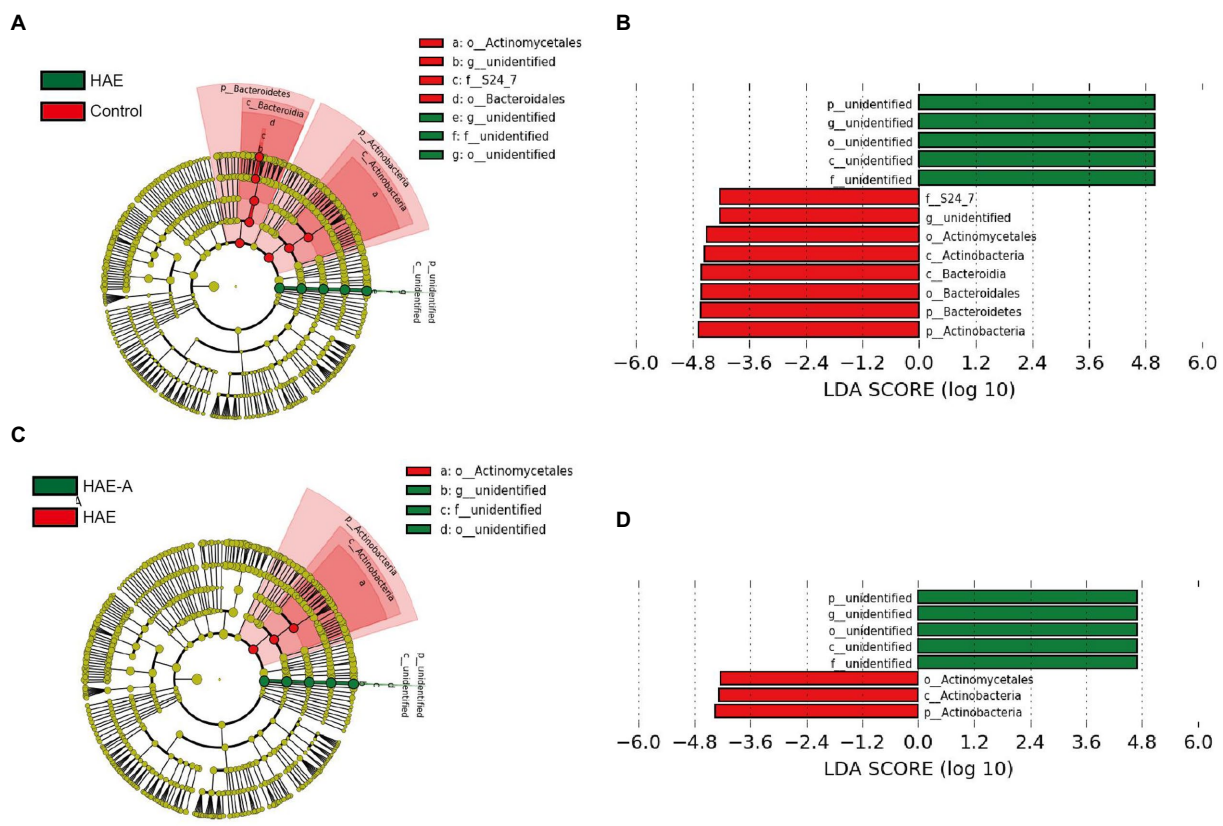 A
HAE
Control
a: o__Actinomycetales
b: g__unidentified
c: f__S24_7
d: o__Bacteroidales
e: g__unidentified
f: f__unidentified
g: o__unidentified
p__Bacteroidetes
c__Bacteroidia
d
c
b
p__Actinobacteria
c__Actinobacteria
a
p__unidentified
c__unidentified
g
B
p__unidentified
g__unidentified
o__unidentified
c__unidentified
f__unidentified
f__S24_7
g__unidentified
o__Actinomycetales
c__Actinobacteria
c__Bacteroidia
o__Bacteroidales
p__Bacteroidetes
p__Actinobacteria
−6.0 −4.8 −3.6 −2.4 −1.2 0.0 1.2 2.4 3.6 4.8 6.0
LDA SCORE (log 10)
C
HAE-A
A
HAE
a: o__Actinomycetales
b: g__unidentified
c: f__unidentified
d: o__unidentified
p__Actinobacteria
c__Actinobacteria
a
p__unidentified
c__unidentified
d
c
b
D
p__unidentified
g__unidentified
o__unidentified
c__unidentified
f__unidentified
o__Actinomycetales
c__Actinobacteria
p__Actinobacteria
−6.0 −4.8 −3.6 −2.4 −1.2 0.0 1.2 2.4 3.6 4.8 6.0
LDA SCORE (log 10)